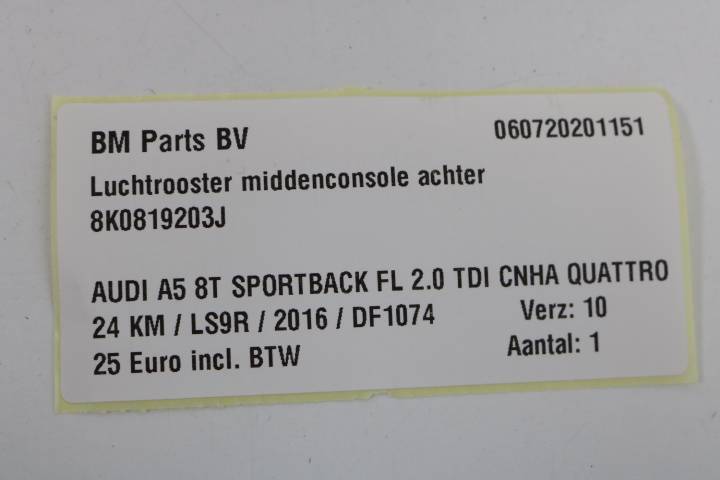 BM Parts BV 060720201151
Luchtrooster middenconsole achter
8K0819203J
AUDI A5 8T SPORTBACK FL 2.0 TDI CNHA QUATTRO
24 KM / LS9R / 2016 / DF1074 Verz: 10
25 Euro incl. BTW Aantal: 1